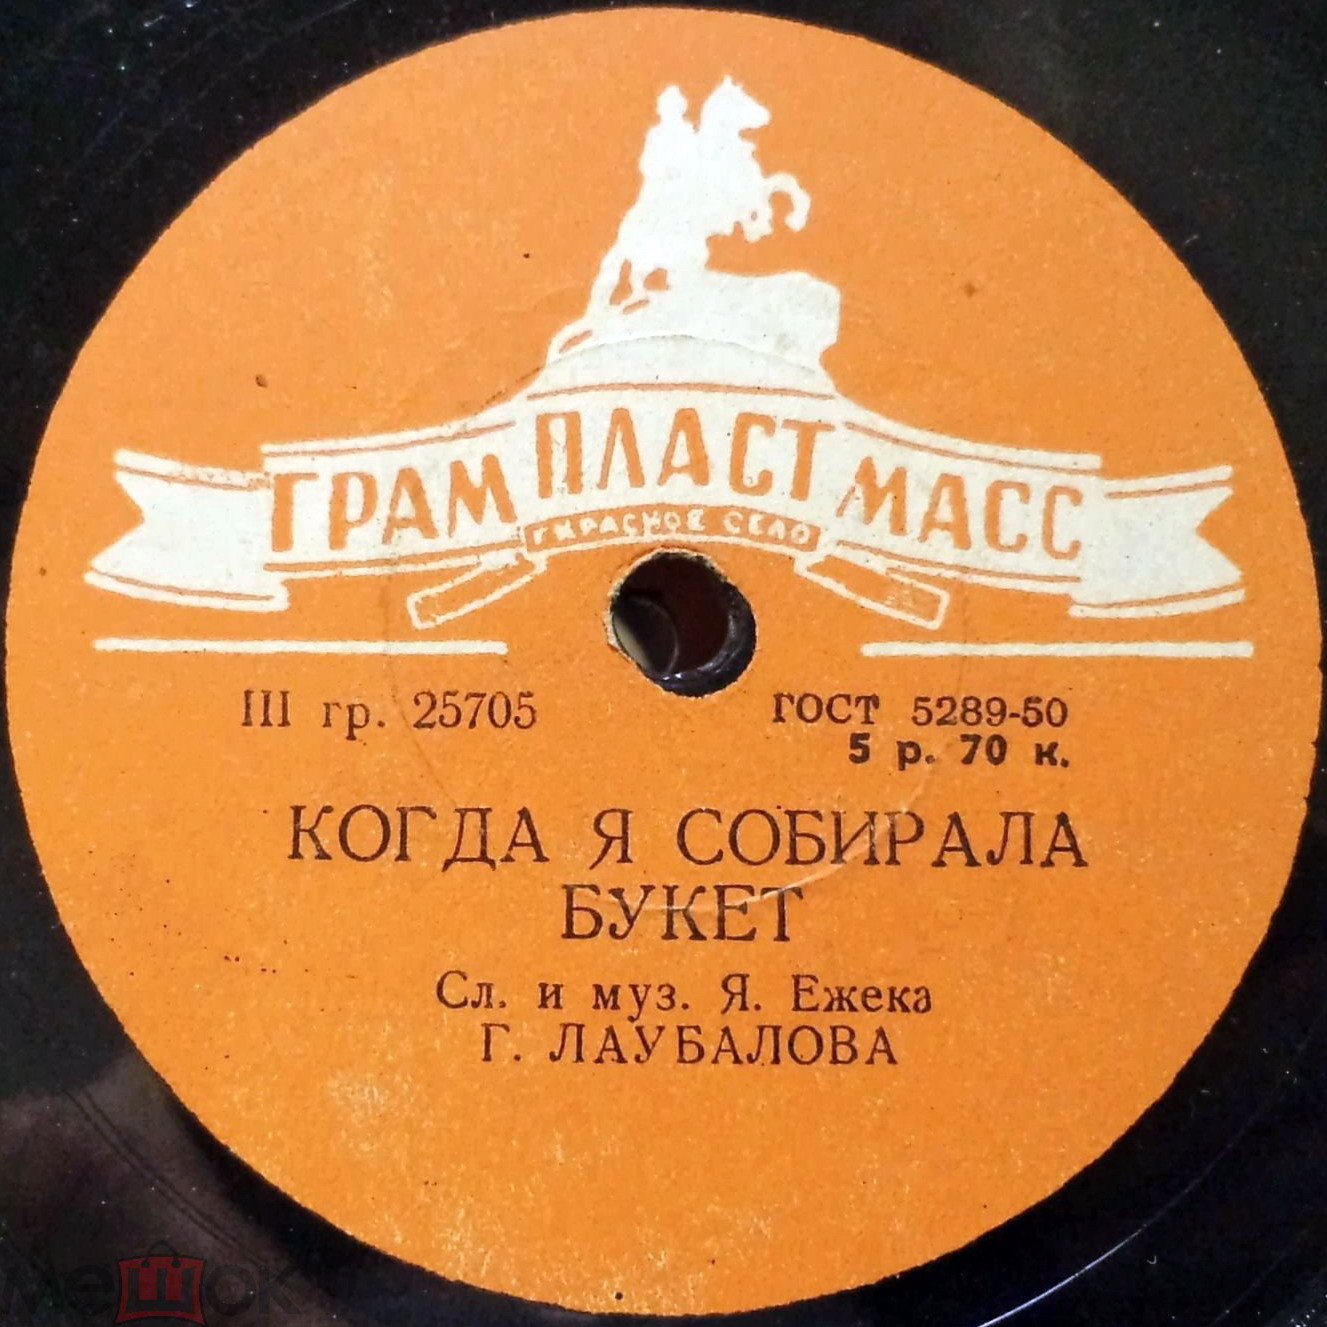 ГРАМ ПЛАСТ МАСС
Г.КРАСНОЕ СЕЛО
III гр. 25705
ГОСТ 5289-50
5 р. 70 к.
КОГДА Я СОБИРАЛА
БУКЕТ
Сл. и муз. Я. Ежека
Г. ЛАУБАЛОВА
мешок